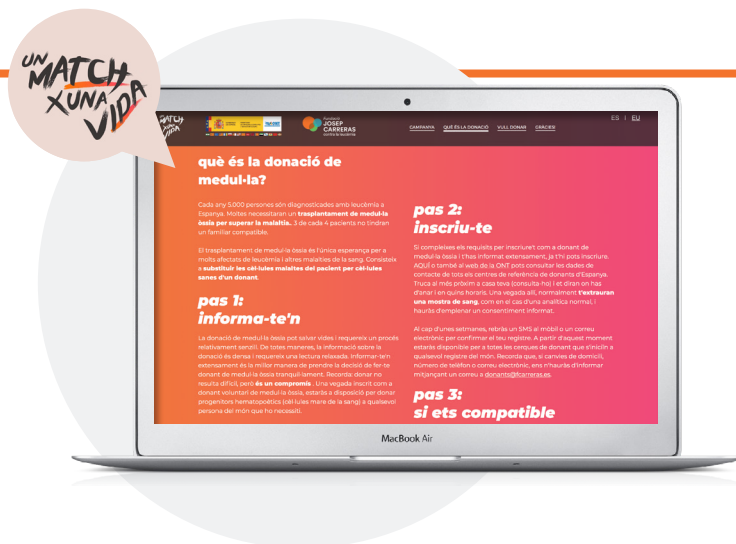 UN
MATCH
XUNA
VIDA
MATCH
XUNA
VIDA
Fundació
JOSEP
CARRERAS
contra la leucèmia
CAMPANYA
QUÈ ÉS LA DONACIÓ
VULL DONAR
GRÀCIES!
ES | EU
què és la donació de
medul·la?
Cada any 5.000 persones són diagnosticades amb leucèmia a
Espanya. Moltes necessitaran un trasplantament de medul·la
òssia per superar la malaltia.. 3 de cada 4 pacients no tindran
un familiar compatible.
El trasplantament de medul·la òssia és l'única esperança per a
molts afectats de leucèmia i altres malalties de la sang. Consisteix
a substituir les cèl·lules malaltes del pacient per cèl·lules
sanes d'un donant.
pas 1:
informa-te'n
La donació de medul·la òssia pot salvar vides i requereix un procés
relativament senzill. De totes maneres, la informació sobre la
donació és densa i requereix una lectura relaxada. Informar-te'n
extensament és la millor manera de prendre la decisió de fer-te
donant de medul·la òssia tranquil·lament. Recorda: donar no
resulta difícil, però és un compromís . Una vegada inscrit com a
donant voluntari de medul·la òssia, estaràs a disposició per donar
progenitors hematopoètics (cèl·lules mare de la sang) a qualsevol
persona del món que ho necessiti.
pas 2:
inscriu-te
Si compleixes els requisits per inscriure't com a donant de
medul·la òssia i t'has informat extensament, ja t'hi pots inscriure.
AQUÍ o també al web de la ONT pots consultar les dades de
contacte de tots els centres de referència de donants d'Espanya.
Truca al més pròxim a casa teva (consulta-ho) i et diran on has
d'anar i en quins horaris. Una vegada allí, normalment t'extrauran
una mostra de sang, com en el cas d'una analítica normal, i
hauràs d'emplenar un consentiment informat.
Al cap d'unes setmanes, rebràs un SMS al mòbil o un correu
electrònic per confirmar el teu registre. A partir d'aquest moment
estaràs disponible per a totes les cerques de donant que s'iniciïn a
qualsevol registre del món. Recorda que, si canvies de domicili,
número de telèfon o correu electrònic, ens n'hauràs d'informar
mitjançant un correu a donants@fcarreras.es.
pas 3:
si ets compatible
MacBook Air